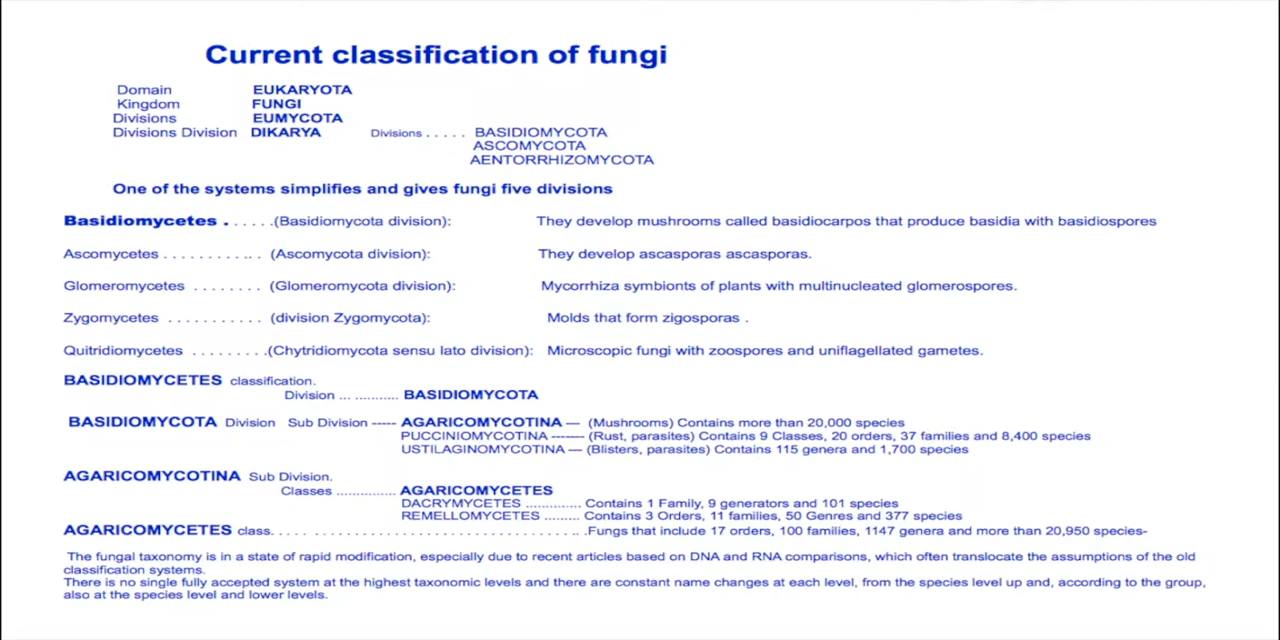 Current classification of fungi
Domain EUKARYOTA
Kingdom FUNGI
Divisions EUMYCOTA
Divisions Division DIKARYA Divisions . . . . . BASIDIOMYCOTA
ASCOMYCOTA
AENTORRHIZOMYCOTA
One of the systems simplifies and gives fungi five divisions
Basidiomycetes . . . . . .(Basidiomycota division): They develop mushrooms called basidiocarpos that produce basidia with basidiospores
Ascomycetes . . . . . . . . . .. . (Ascomycota division): They develop ascasporas ascasporas.
Glomeromycetes . . . . . . . . (Glomeromycota division): Mycorrhiza symbionts of plants with multinucleated glomerospores.
Zygomycetes . . . . . . . . . . . (division Zygomycota): Molds that form zigosporas .
Quitridiomycetes . . . . . . . . .(Chytridiomycota sensu lato division): Microscopic fungi with zoospores and uniflagellated gametes.
BASIDIOMYCETES classification.
Division ... ........... BASIDIOMYCOTA
BASIDIOMYCOTA Division Sub Division ----- AGARICOMYCOTINA — (Mushrooms) Contains more than 20,000 species
PUCCINIOMYCOTINA ------- (Rust, parasites) Contains 9 Classes, 20 orders, 37 families and 8,400 species
USTILAGINOMYCOTINA — (Blisters, parasites) Contains 115 genera and 1,700 species
AGARICOMYCOTINA Sub Division.
Classes ............... AGARICOMYCETES
DACRYMYCETES ............. Contains 1 Family, 9 generators and 101 species
REMELLOMYCETES ......... Contains 3 Orders, 11 families, 50 Genres and 377 species
AGARICOMYCETES class. . . . . . . . . . . . . . . . . . . . . . . . . . . . . . . . . . .. .Fungs that include 17 orders, 100 families, 1147 genera and more than 20,950 species-
The fungal taxonomy is in a state of rapid modification, especially due to recent articles based on DNA and RNA comparisons, which often translocate the assumptions of the old
classification systems.
There is no single fully accepted system at the highest taxonomic levels and there are constant name changes at each level, from the species level up and, according to the group,
also at the species level and lower levels.